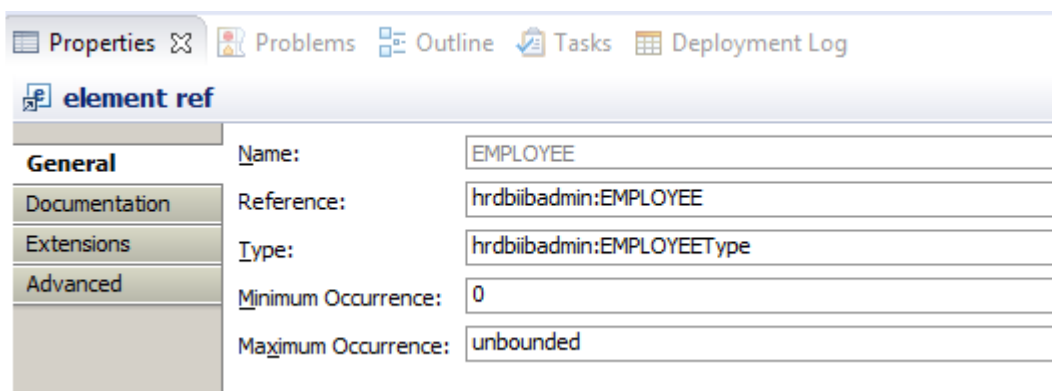 Properties Problems Outline Tasks Deployment Log
element ref
General
Documentation
Extensions
Advanced
Name: EMPLOYEE
Reference: hrdbiibadmin:EMPLOYEE
Type: hrdbiibadmin:EMPLOYEEType
Minimum Occurrence: 0
Maximum Occurrence: unbounded